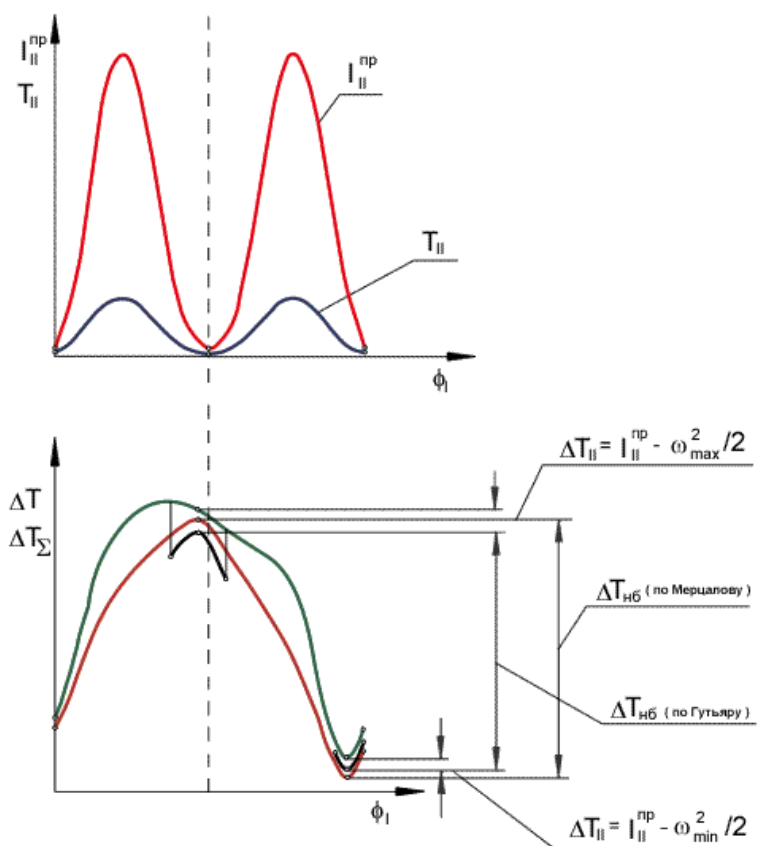 I_II^пр
T_II
I_II^пр
T_II
ϕ_I
ΔT_II = I_II^пр - ω²_max /2
ΔT
ΔT_Σ
ΔT_нб ( по Мерцалову )
ΔT_нб ( по Гутьяру )
ϕ_I
ΔT_II = I_II^пр - ω²_min /2